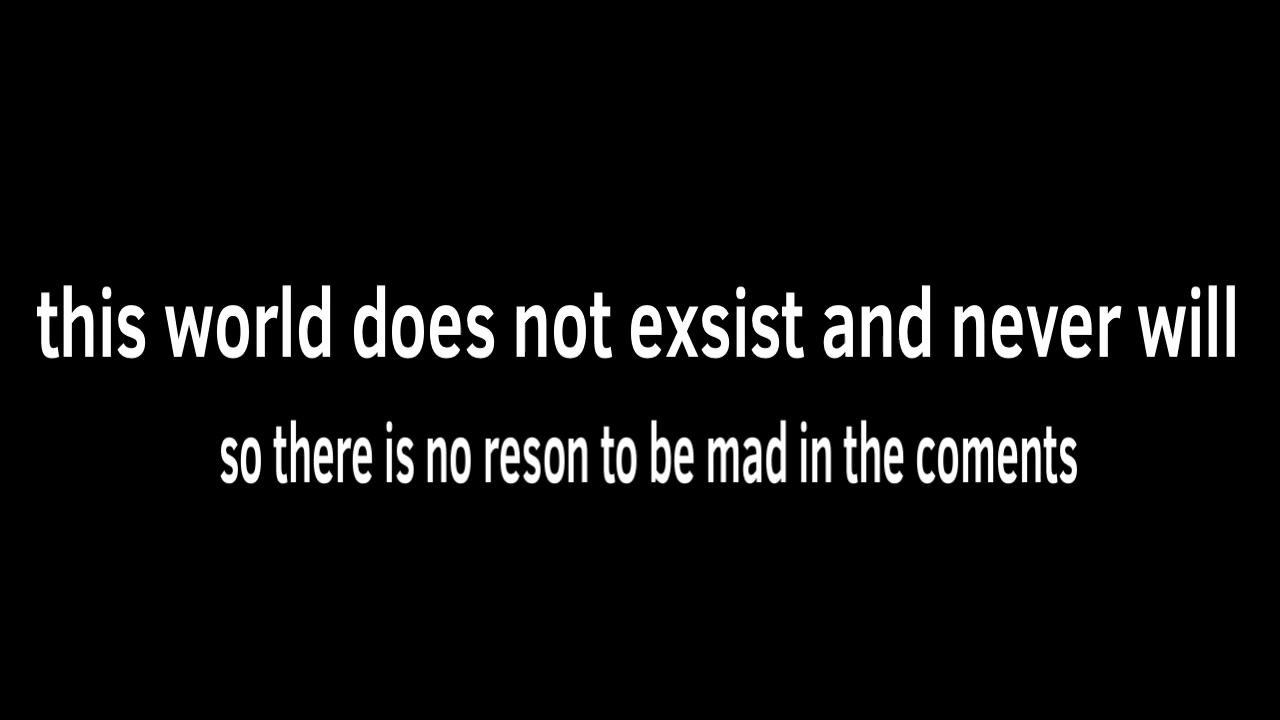 this world does not exsist and never will
so there is no reson to be mad in the coments